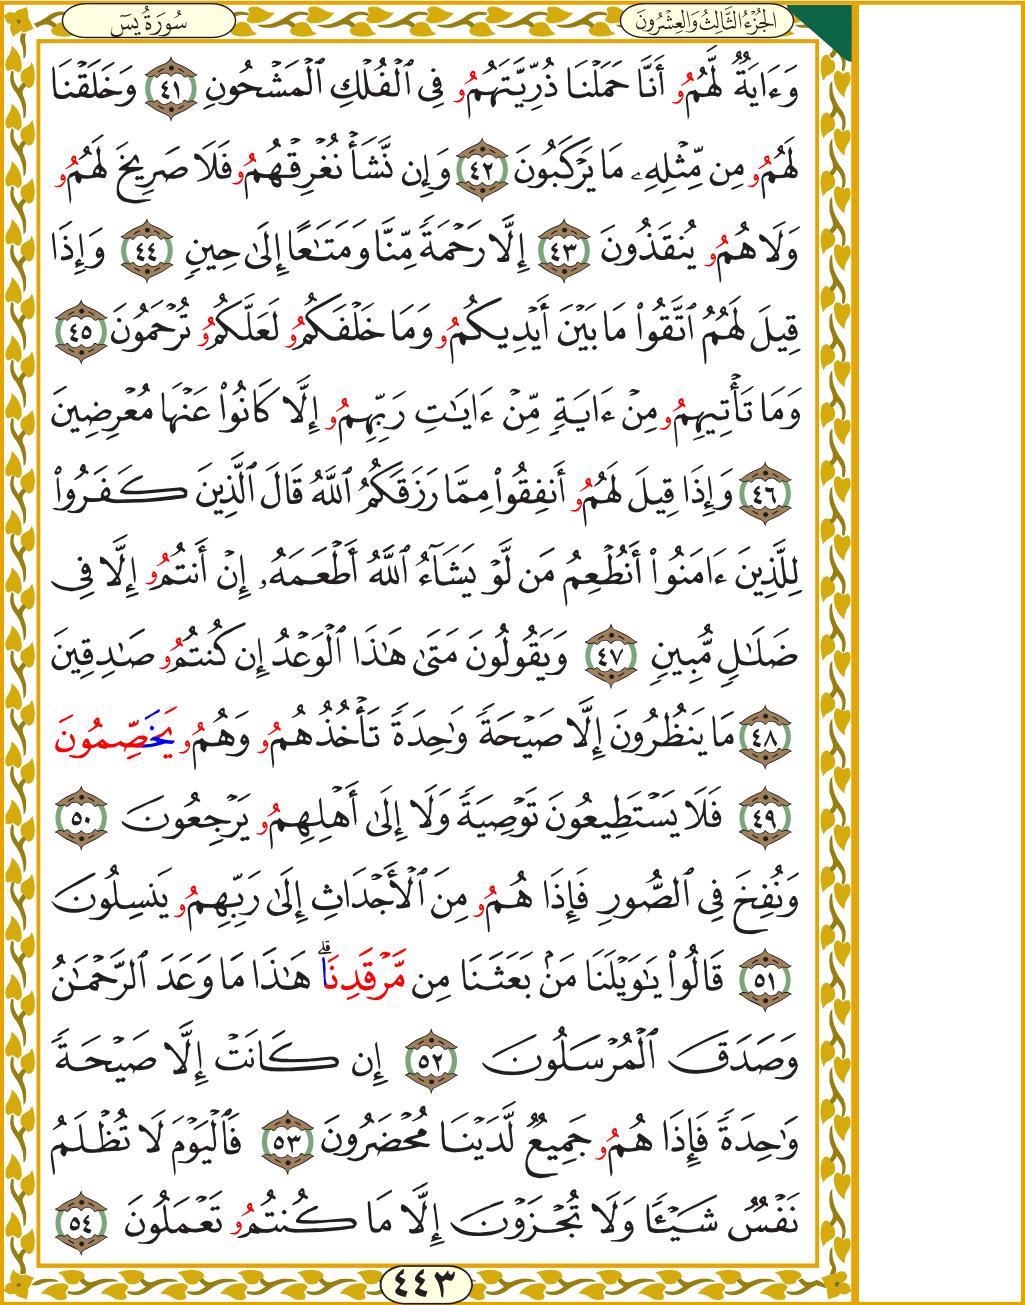 سُورَةُ يسٓ
الجُزْءُ الثَّالِثُ وَالعِشْرُونَ
وَءَايَةٌ لَّهُمُۥ أَنَّا حَمَلْنَا ذُرِّيَّتَهُمُۥ فِى ٱلْفُلْكِ ٱلْمَشْحُونِ ٤١ وَخَلَقْنَا
لَهُمُۥ مِن مِّثْلِهِۦ مَا يَرْكَبُونَ ٤٢ وَإِن نَّشَأْ نُغْرِقْهُمُۥ فَلَا صَرِيخَ لَهُمُۥ
وَلَا هُمُۥ يُنقَذُونَ ٤٣ إِلَّا رَحْمَةً مِّنَّا وَمَتَٰعًا إِلَىٰ حِينٍ ٤٤ وَإِذَا
قِيلَ لَهُمُ ٱتَّقُوا۟ مَا بَيْنَ أَيْدِيكُمُۥ وَمَا خَلْفَكُمُۥ لَعَلَّكُمُۥ تُرْحَمُونَ ٤٥
وَمَا تَأْتِيهِمُۥ مِنْ ءَايَةٍ مِّنْ ءَايَٰتِ رَبِّهِمُۥ إِلَّا كَانُوا۟ عَنْهَا مُعْرِضِينَ
٤٦ وَإِذَا قِيلَ لَهُمُۥ أَنفِقُوا۟ مِمَّا رَزَقَكُمُ ٱللَّهُ قَالَ ٱلَّذِينَ كَفَرُوا۟
لِلَّذِينَ ءَامَنُوٓا۟ أَنُطْعِمُ مَن لَّوْ يَشَآءُ ٱللَّهُ أَطْعَمَهُۥ إِنْ أَنتُمُۥ إِلَّا فِى
ضَلَٰلٍ مُّبِينٍ ٤٧ وَيَقُولُونَ مَتَىٰ هَٰذَا ٱلْوَعْدُ إِن كُنتُمُۥ صَٰدِقِينَ
٤٨ مَا يَنظُرُونَ إِلَّا صَيْحَةً وَٰحِدَةً تَأْخُذُهُمُۥ وَهُمُۥ يَخَصِّمُونَ
٤٩ فَلَا يَسْتَطِيعُونَ تَوْصِيَةً وَلَا إِلَىٰ أَهْلِهِمُۥ يَرْجِعُونَ ٥٠
وَنُفِخَ فِى ٱلصُّورِ فَإِذَا هُمُۥ مِنَ ٱلْأَجْدَاثِ إِلَىٰ رَبِّهِمُۥ يَنسِلُونَ
٥١ قَالُوا۟ يَٰوَيْلَنَا مَنۢ بَعَثَنَا مِن مَّرْقَدِنَا ۗ هَٰذَا مَا وَعَدَ ٱلرَّحْمَٰنُ
وَصَدَقَ ٱلْمُرْسَلُونَ ٥٢ إِن كَانَتْ إِلَّا صَيْحَةً
وَٰحِدَةً فَإِذَا هُمُۥ جَمِيعٌ لَّدَيْنَا مُحْضَرُونَ ٥٣ فَٱلْيَوْمَ لَا تُظْلَمُ
نَفْسٌ شَيْـًٔا وَلَا تُجْزَوْنَ إِلَّا مَا كُنتُمُۥ تَعْمَلُونَ ٥٤
٤٤٣